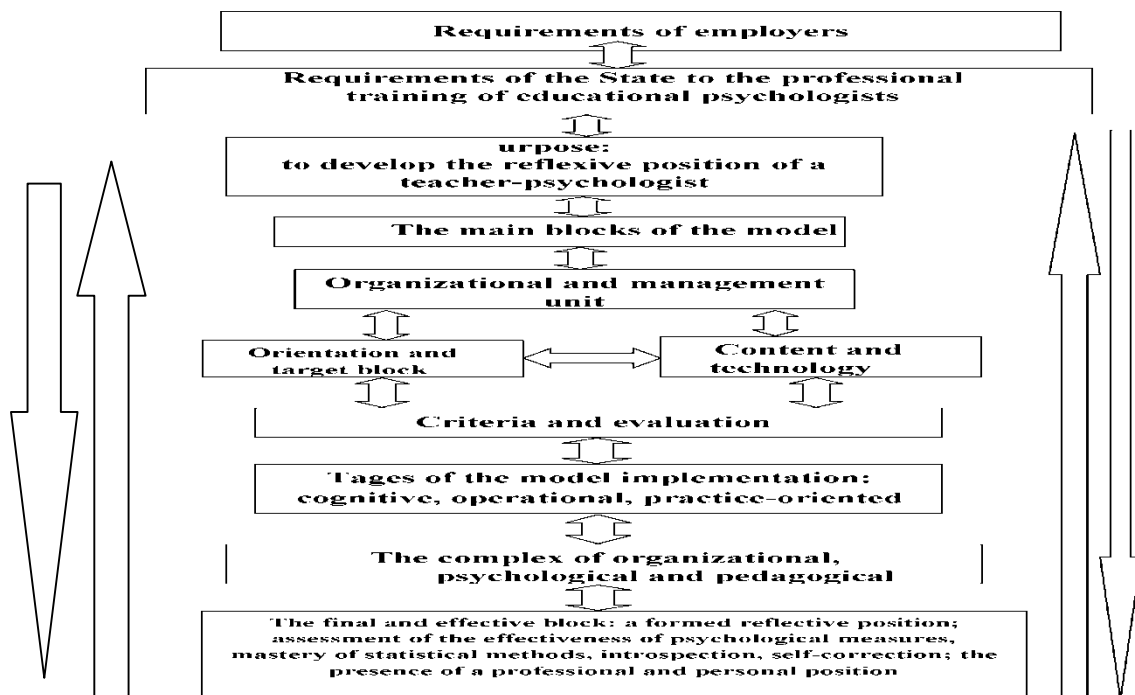 Requirements of employers
Requirements of the State to the professional
training of educational psychologists
urpose:
to develop the reflexive position of a
teacher-psychologist
The main blocks of the model
Organizational and management
unit
Orientation and
target block
Content and
technology
Criteria and evaluation
Tages of the model implementation:
cognitive, operational, practice-oriented
The complex of organizational,
psychological and pedagogical
The final and effective block: a formed reflective position;
assessment of the effectiveness of psychological measures,
mastery of statistical methods, introspection, self-correction; the
presence of a professional and personal position